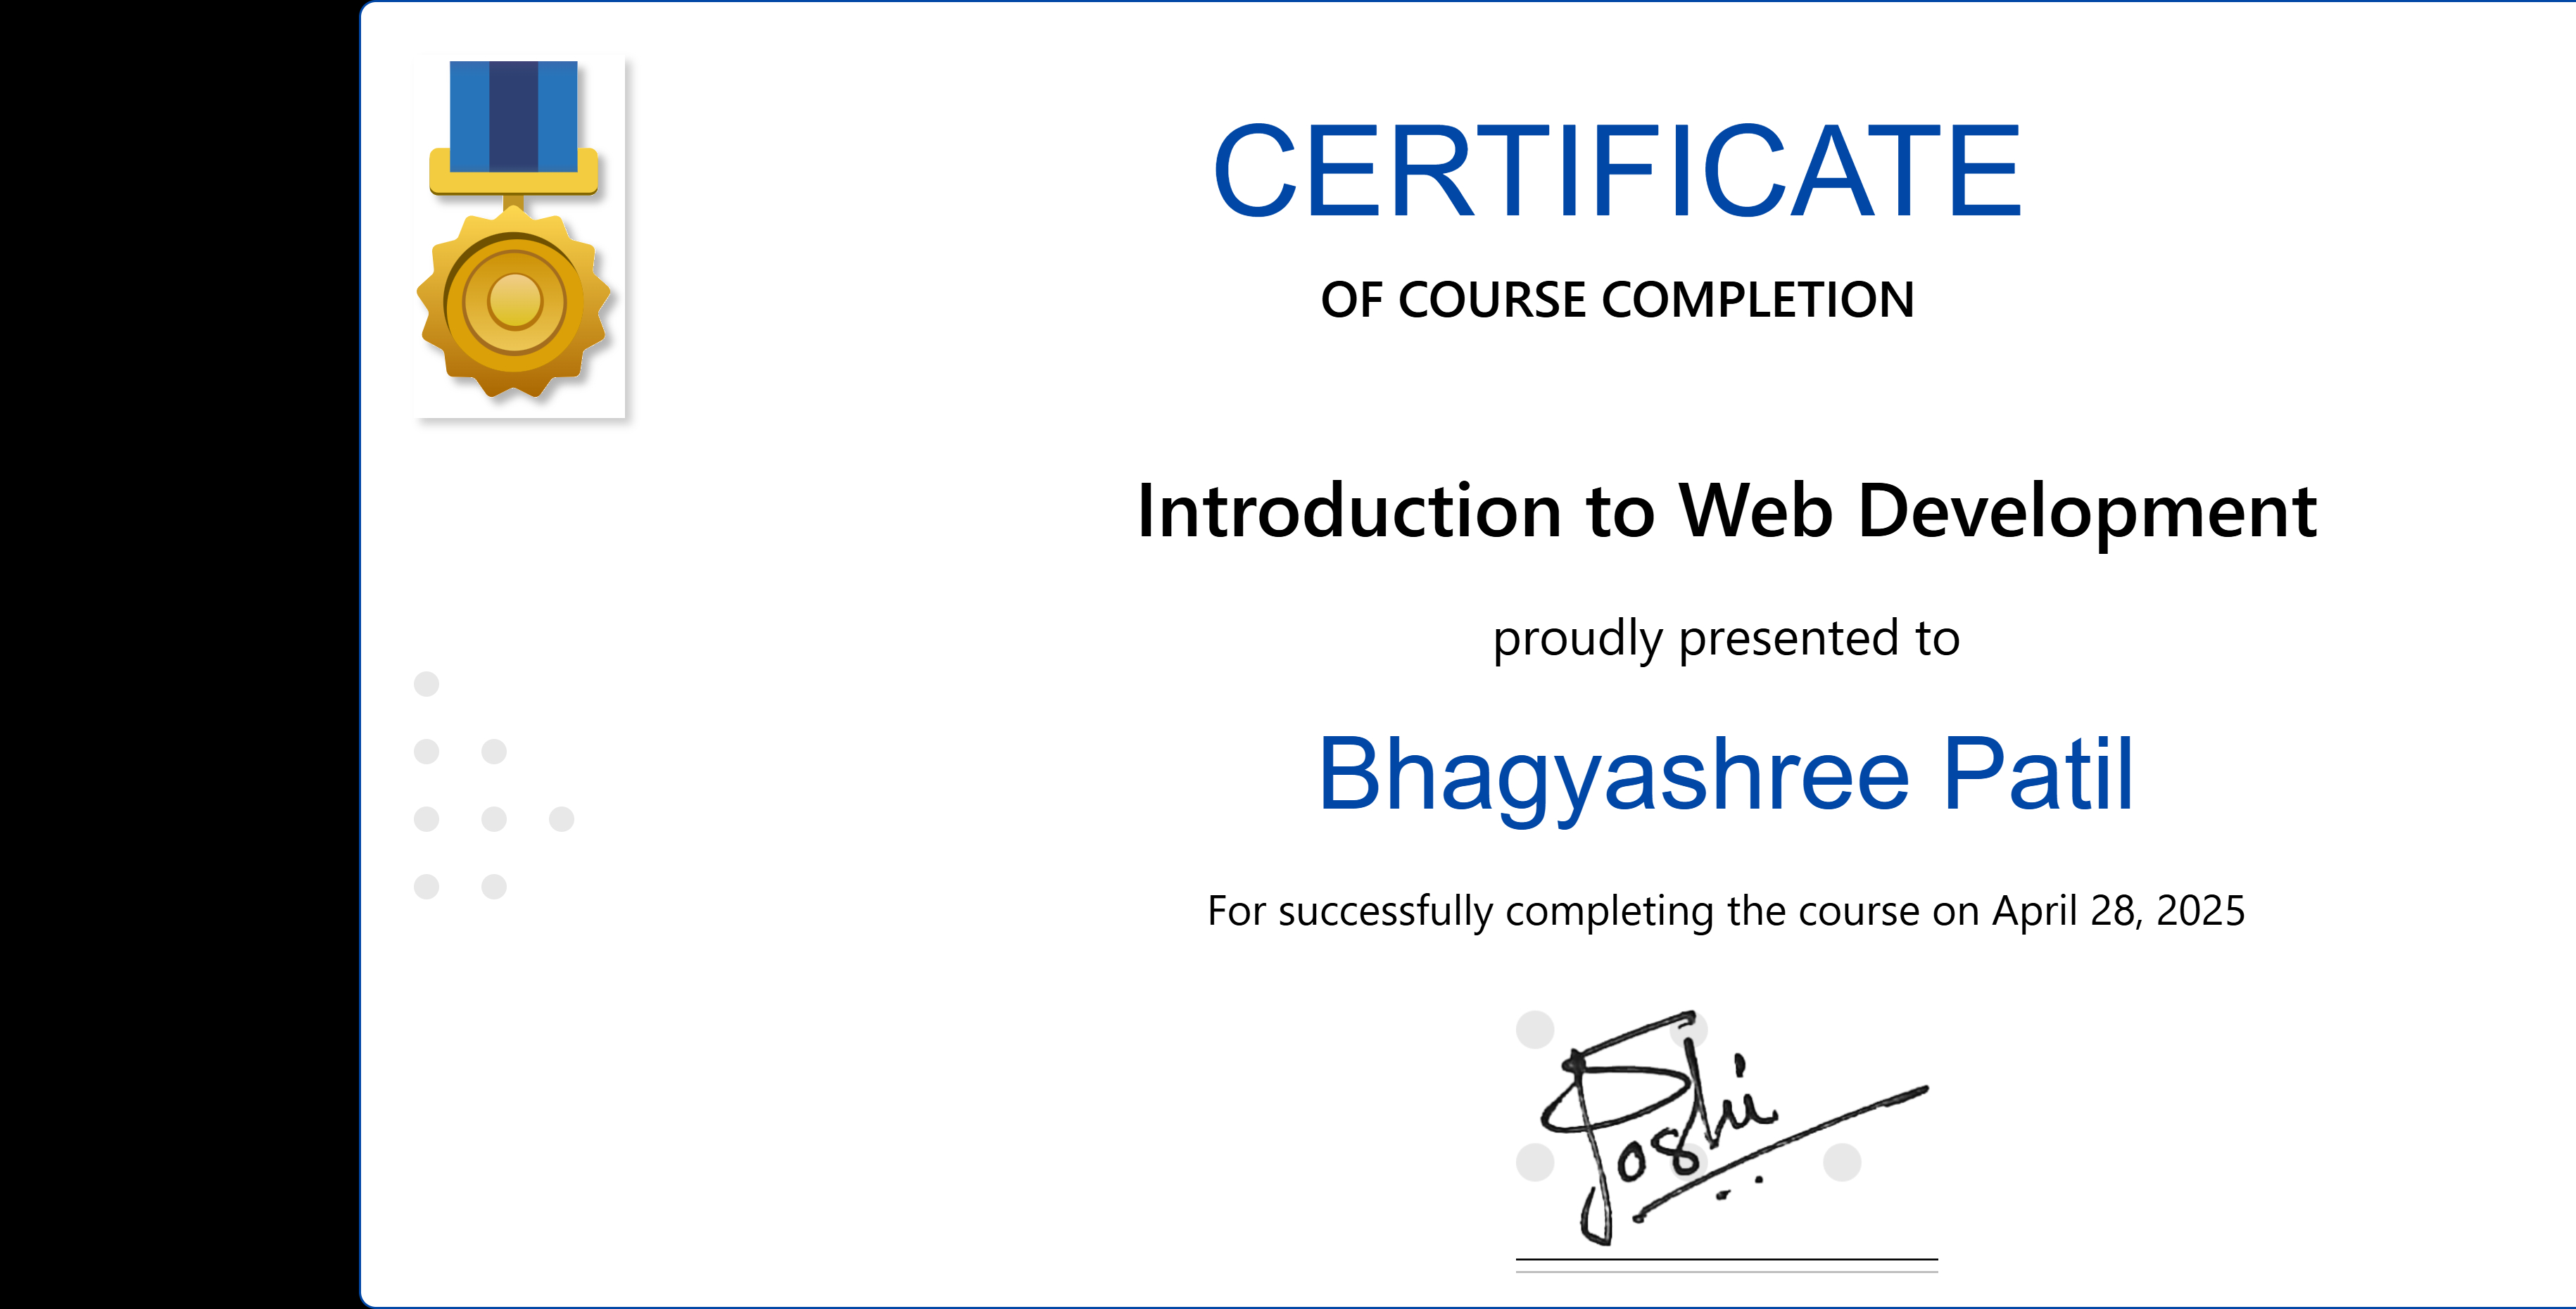 CERTIFICATE
OF COURSE COMPLETION
Introduction to Web Development
proudly presented to
Bhagyashree Patil
For successfully completing the course on April 28, 2025
Joshi